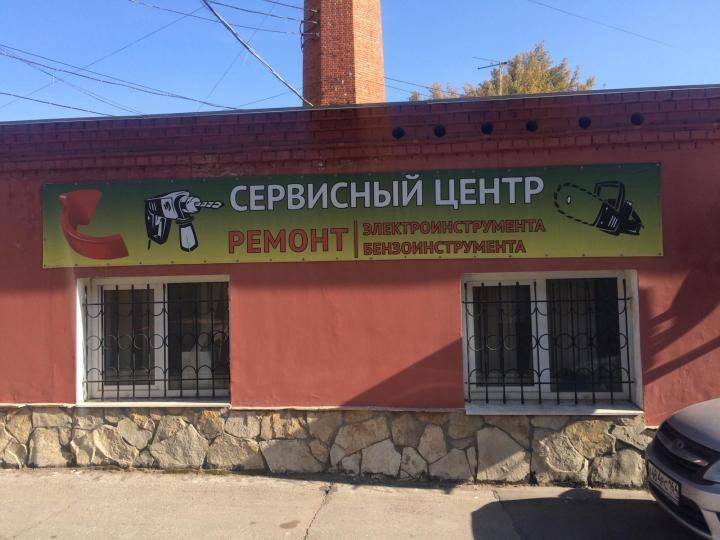 СЕРВИСНЫЙ ЦЕНТР
РЕМОНТ
ЭЛЕКТРОИНСТРУМЕНТА
БЕНЗОИНСТРУМЕНТА